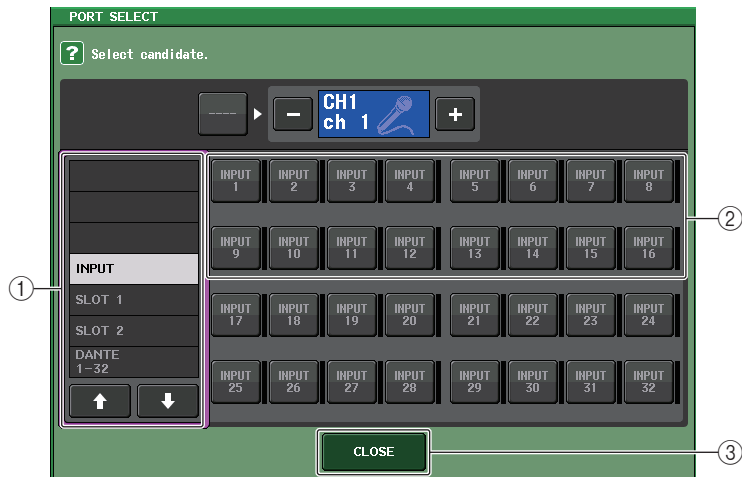 PORT SELECT
? Select candidate.
----
− CH1 +
ch 1
INPUT
SLOT 1
SLOT 2
DANTE
1-32
INPUT 1 INPUT 2 INPUT 3 INPUT 4 INPUT 5 INPUT 6 INPUT 7 INPUT 8
INPUT 9 INPUT 10 INPUT 11 INPUT 12 INPUT 13 INPUT 14 INPUT 15 INPUT 16
INPUT 17 INPUT 18 INPUT 19 INPUT 20 INPUT 21 INPUT 22 INPUT 23 INPUT 24
INPUT 25 INPUT 26 INPUT 27 INPUT 28 INPUT 29 INPUT 30 INPUT 31 INPUT 32
CLOSE
①
②
③